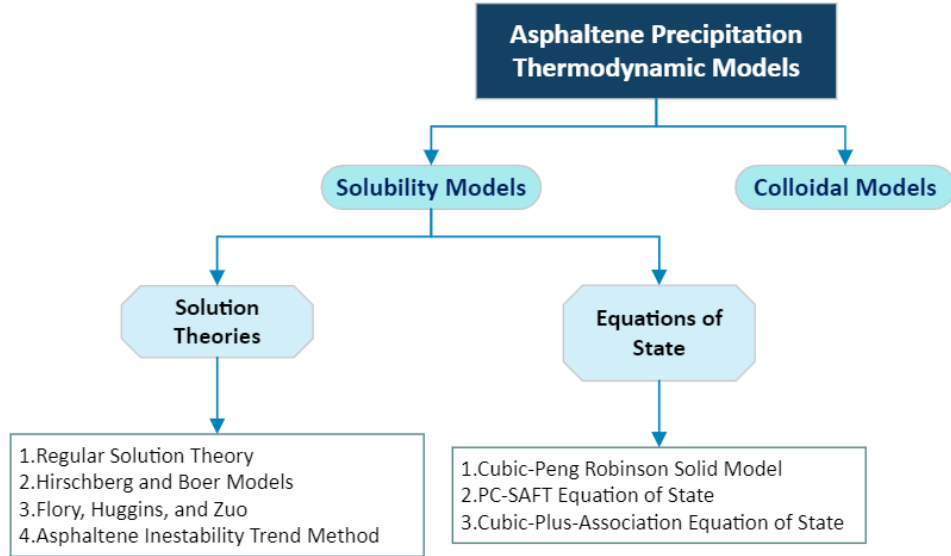 Asphaltene Precipitation
Thermodynamic Models
Solubility Models
Colloidal Models
Solution
Theories
Equations of
State
1.Regular Solution Theory
2.Hirschberg and Boer Models
3.Flory, Huggins, and Zuo
4.Asphaltene Inestability Trend Method
1.Cubic-Peng Robinson Solid Model
2.PC-SAFT Equation of State
3.Cubic-Plus-Association Equation of State